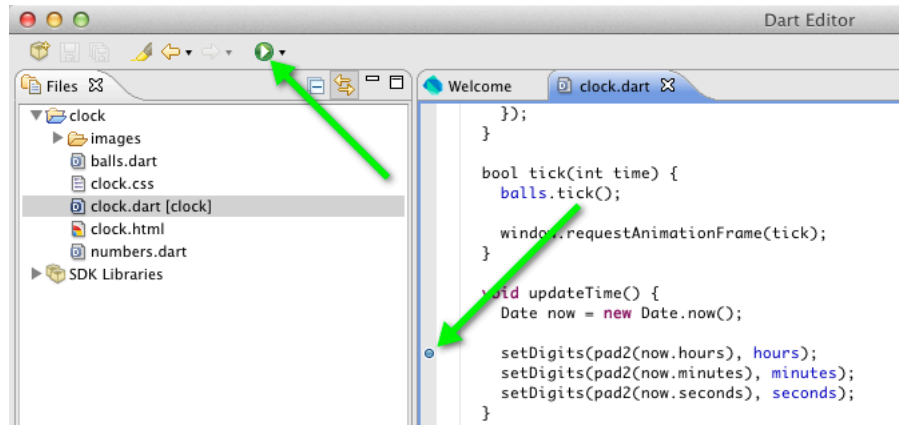 Dart Editor
Files
Welcome
clock.dart
clock
images
balls.dart
clock.css
clock.dart [clock]
clock.html
numbers.dart
SDK Libraries
});
}
bool tick(int time) {
balls.tick();
window.requestAnimationFrame(tick);
}
void updateTime() {
Date now = new Date.now();
setDigits(pad2(now.hours), hours);
setDigits(pad2(now.minutes), minutes);
setDigits(pad2(now.seconds), seconds);
}